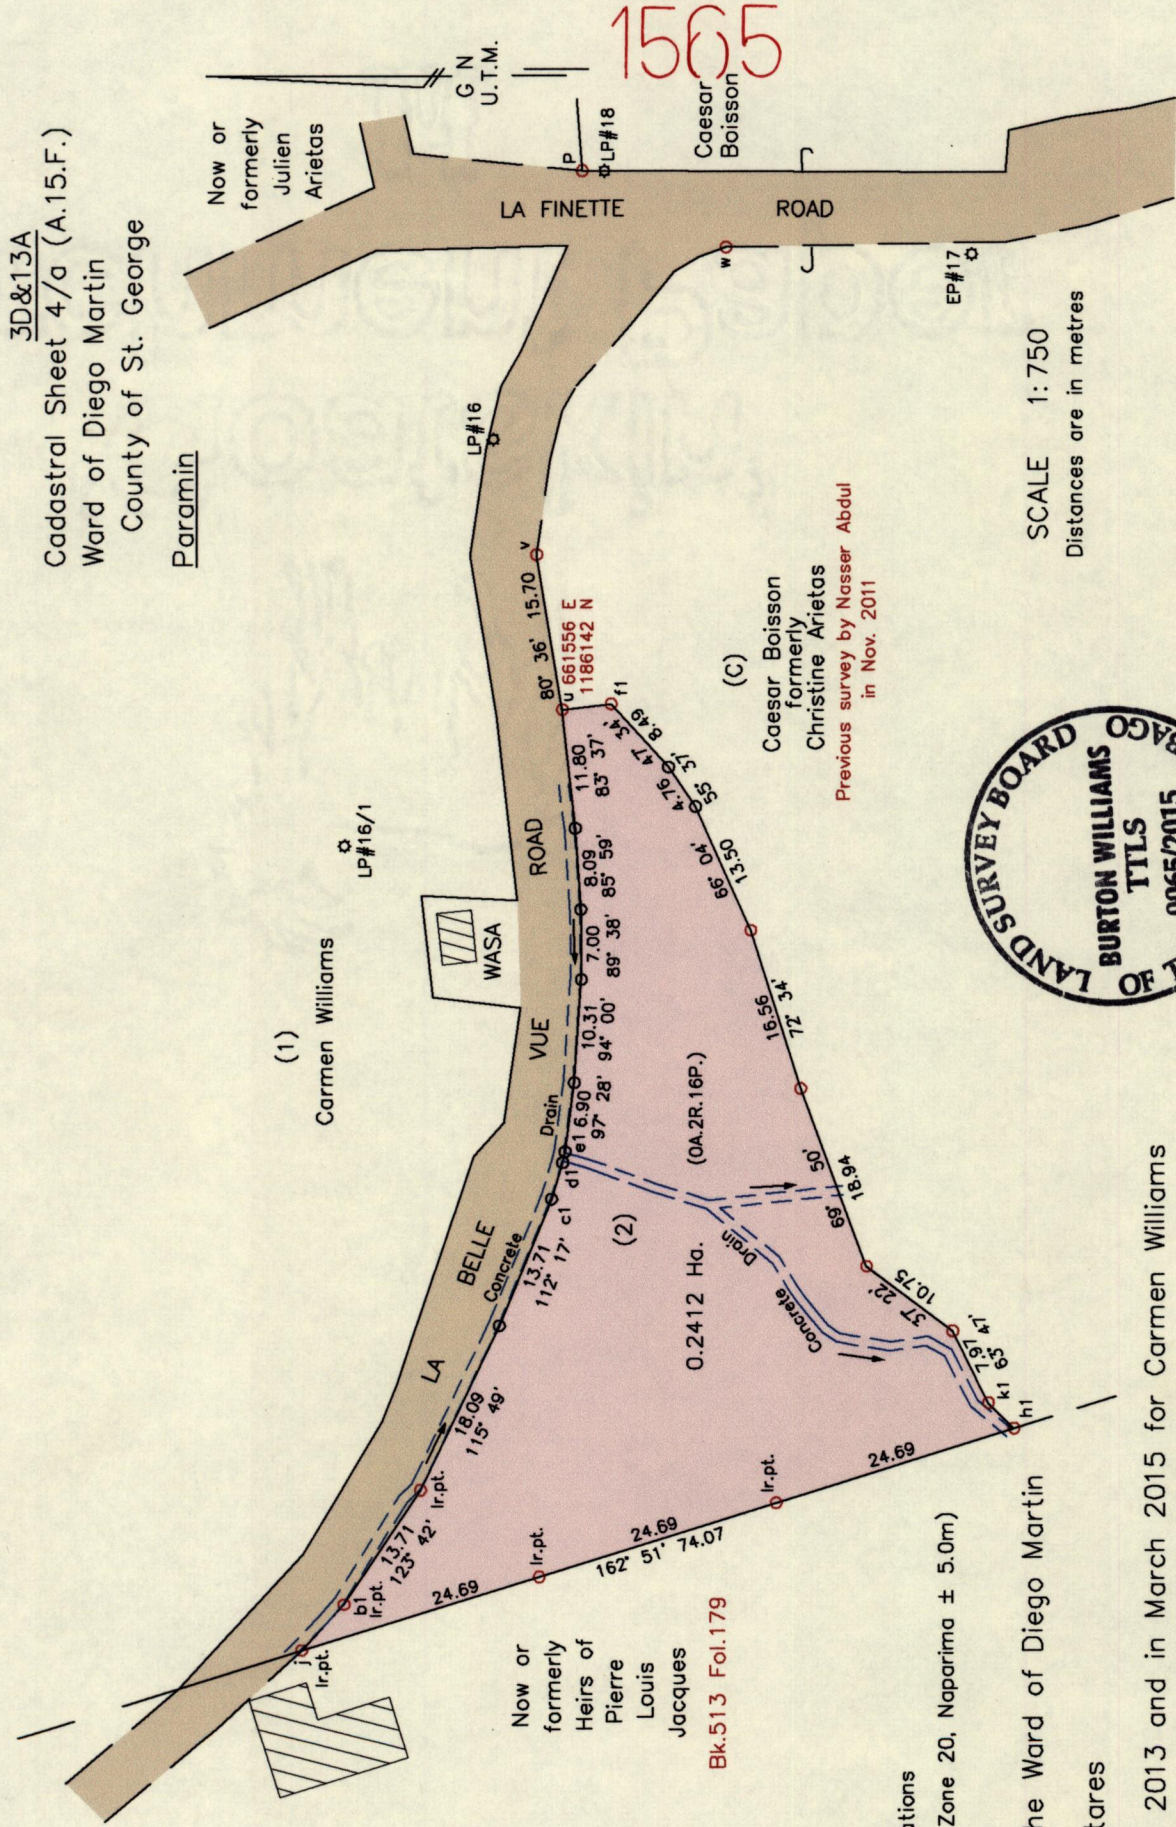 1565
3D&13A
Cadastral Sheet 4/a (A.15.F.)
Ward of Diego Martin
County of St. George
Paramin
G N
U.T.M.
Now or
formerly
Julien
Arietas
P
LP#18
Caesar
Boisson
LA FINETTE ROAD
w
EP#17
LP#16
v
80° 36' 15.70
u 661556 E
1186142 N
f1
(C)
Caesar Boisson
formerly
Christine Arietas
Previous survey by Nasser Abdul
in Nov. 2011
SCALE 1:750
Distances are in metres
LP#16/1
(1)
Carmen Williams
WASA
LA BELLE VUE ROAD
11.80
83° 37'
8.09
85° 59'
7.00
89° 38'
10.31
94° 00'
6.90
97° 28'
e1
d1
c1
Concrete Drain
13.71
112° 17'
18.09
115° 49'
Ir.pt.
13.71
123° 42'
b1
Ir.pt.
j
Ir.pt.
47° 34'
8.49
4.76
55° 37'
66° 04'
13.50
16.56
72° 34'
69° 50'
18.94
37° 22'
10.75
7.97
63° 47'
k1
h1
(2)
0.2412 Ha.
(0A.2R.16P.)
Concrete Drain
24.69
Ir.pt.
24.69
162° 51' 74.07
Ir.pt.
24.69
Now or
formerly
Heirs of
Pierre
Louis
Jacques
Bk.513 Fol.179
LAND SURVEY BOARD
BURTON WILLIAMS
TTLS
0065/2015
OF T
BAGO
ations
Zone 20, Naparima ± 5.0m)
he Ward of Diego Martin
tares
2013 and in March 2015 for Carmen Williams